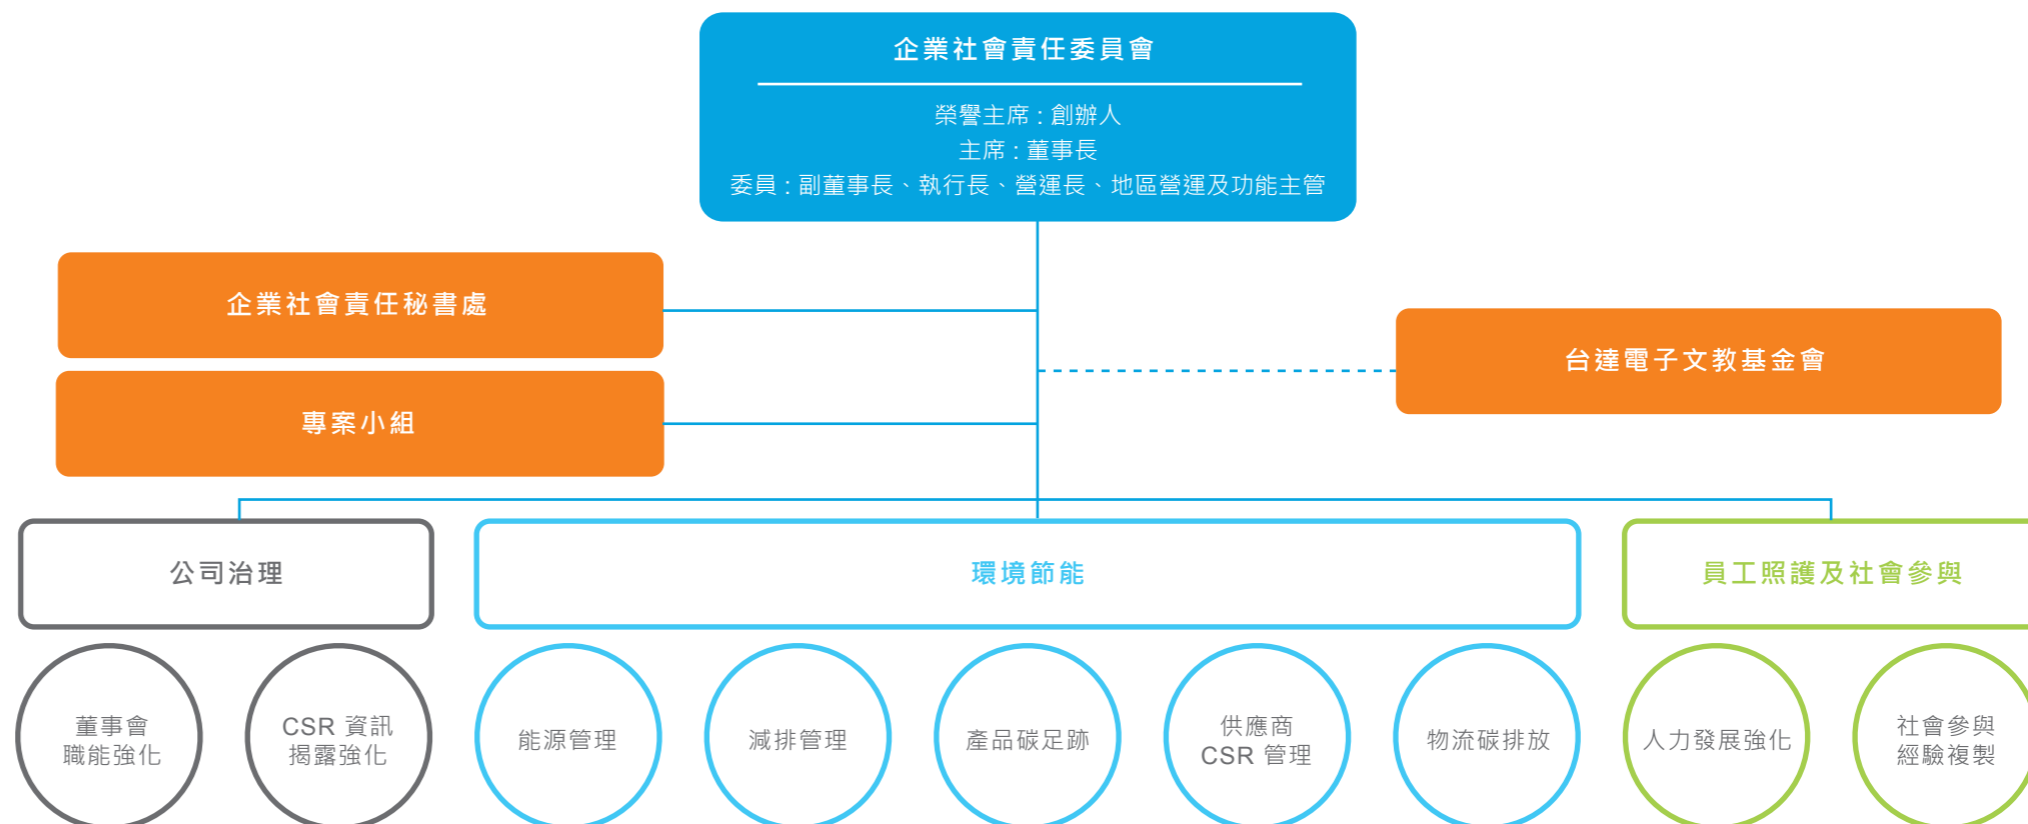 企業社會責任委員會
榮譽主席 : 創辦人
主席 : 董事長
委員 : 副董事長、執行長、營運長、地區營運及功能主管
企業社會責任秘書處
台達電子文教基金會
專案小組
公司治理
環境節能
員工照護及社會參與
董事會
職能強化
CSR 資訊
揭露強化
能源管理
減排管理
產品碳足跡
供應商
CSR 管理
物流碳排放
人力發展強化
社會參與
經驗複製